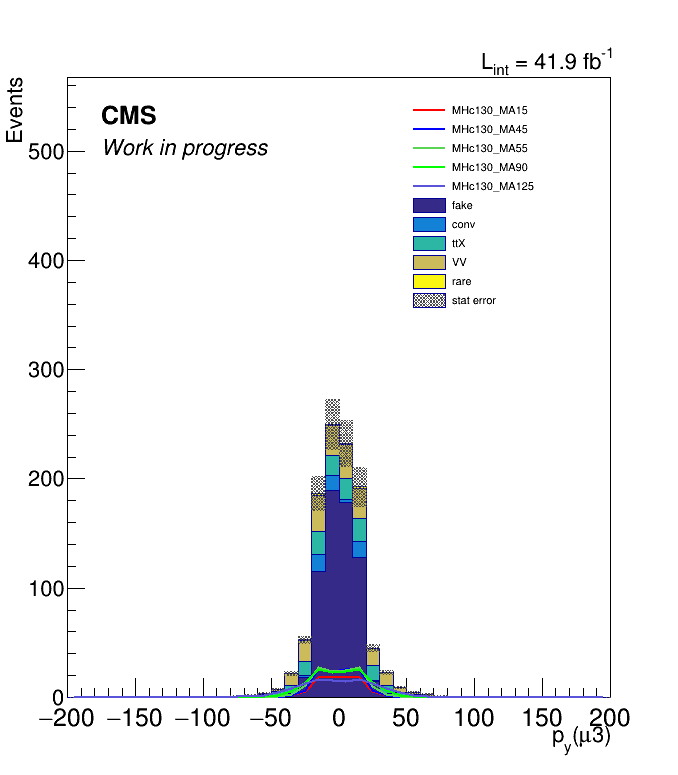 L_int = 41.9 fb^-1
Events
CMS
Work in progress
MHc130_MA15
MHc130_MA45
MHc130_MA55
MHc130_MA90
MHc130_MA125
fake
conv
ttX
VV
rare
stat error
500
400
300
200
100
0
−200 −150 −100 −50 0 50 100 150 200
p_y(μ3)